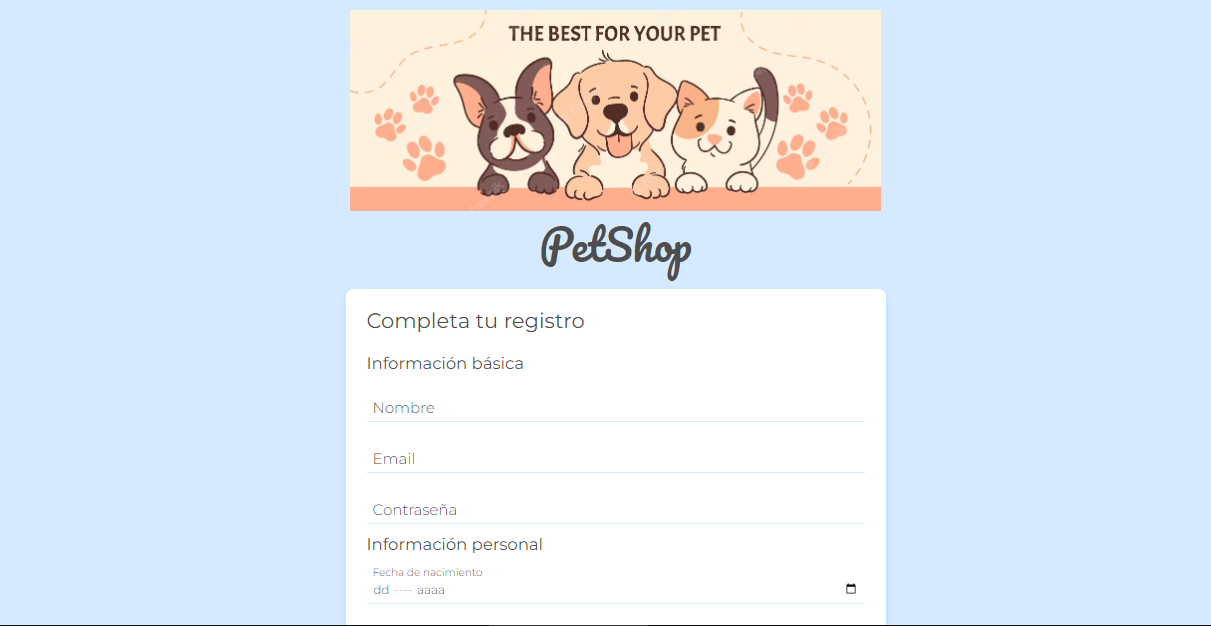 THE BEST FOR YOUR PET
PetShop
Completa tu registro
Información básica
Nombre
Email
Contraseña
Información personal
Fecha de nacimiento
dd ---- aaaa